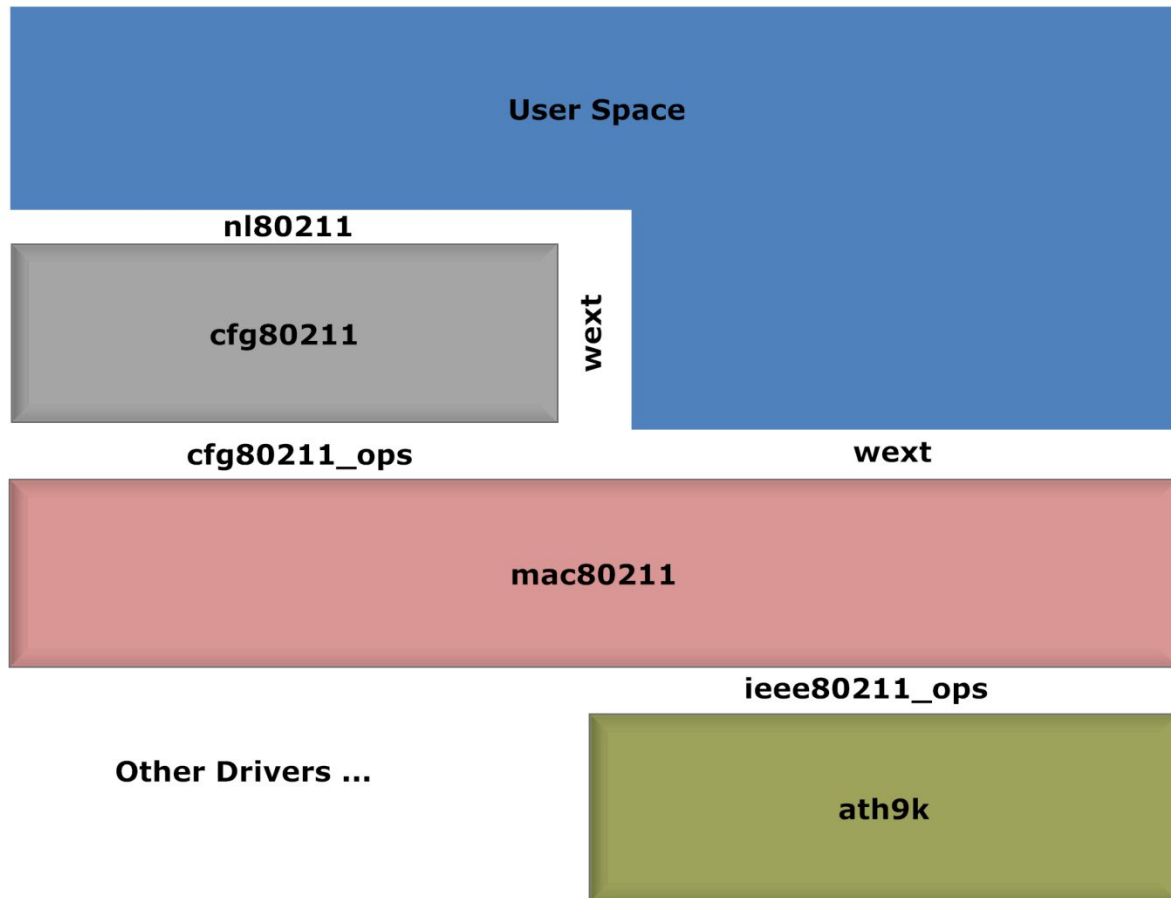 User Space
nl80211
cfg80211
wext
cfg80211_ops
wext
mac80211
ieee80211_ops
Other Drivers ...
ath9k